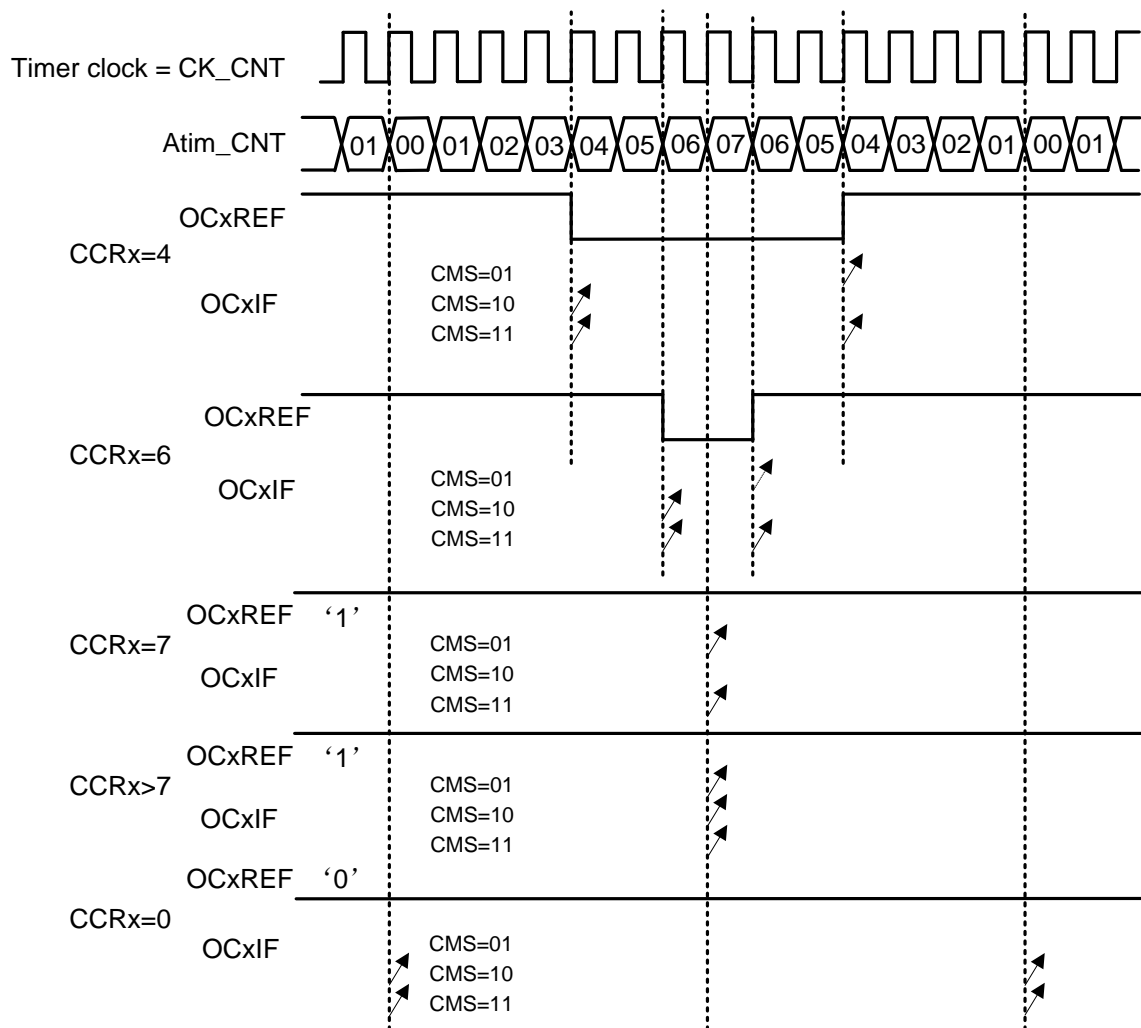 Timer clock = CK_CNT
Atim_CNT
01 00 01 02 03 04 05 06 07 06 05 04 03 02 01 00 01
OCxREF
CCRx=4
CMS=01
OCxIF
CMS=10
CMS=11
OCxREF
CCRx=6
CMS=01
OCxIF
CMS=10
CMS=11
OCxREF ‘1’
CCRx=7
CMS=01
OCxIF
CMS=10
CMS=11
OCxREF ‘1’
CCRx>7
CMS=01
OCxIF
CMS=10
CMS=11
OCxREF ‘0’
CCRx=0
CMS=01
OCxIF
CMS=10
CMS=11